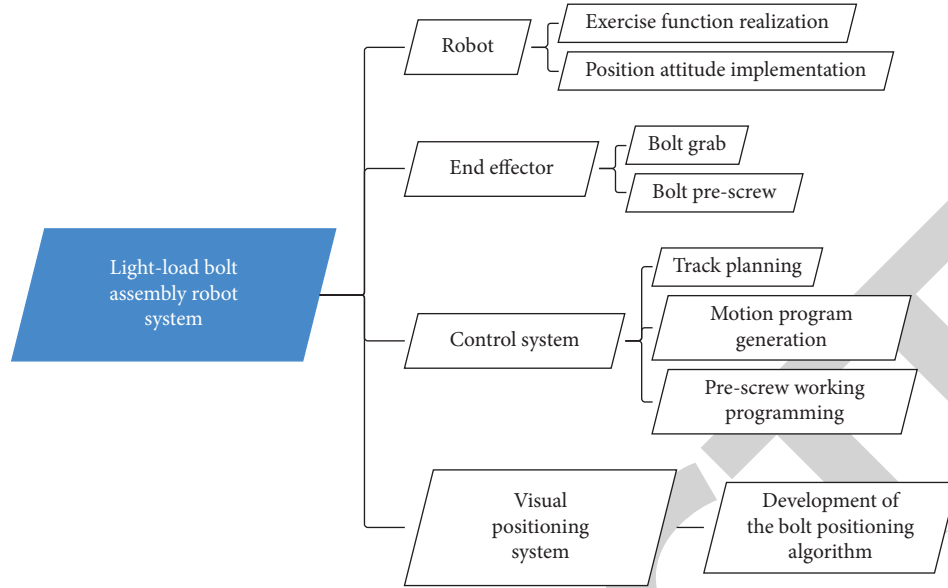 Light-load bolt
assembly robot
system
Robot
Exercise function realization
Position attitude implementation
End effector
Bolt grab
Bolt pre-screw
Control system
Track planning
Motion program
generation
Pre-screw working
programming
Visual
positioning
system
Development of
the bolt positioning
algorithm